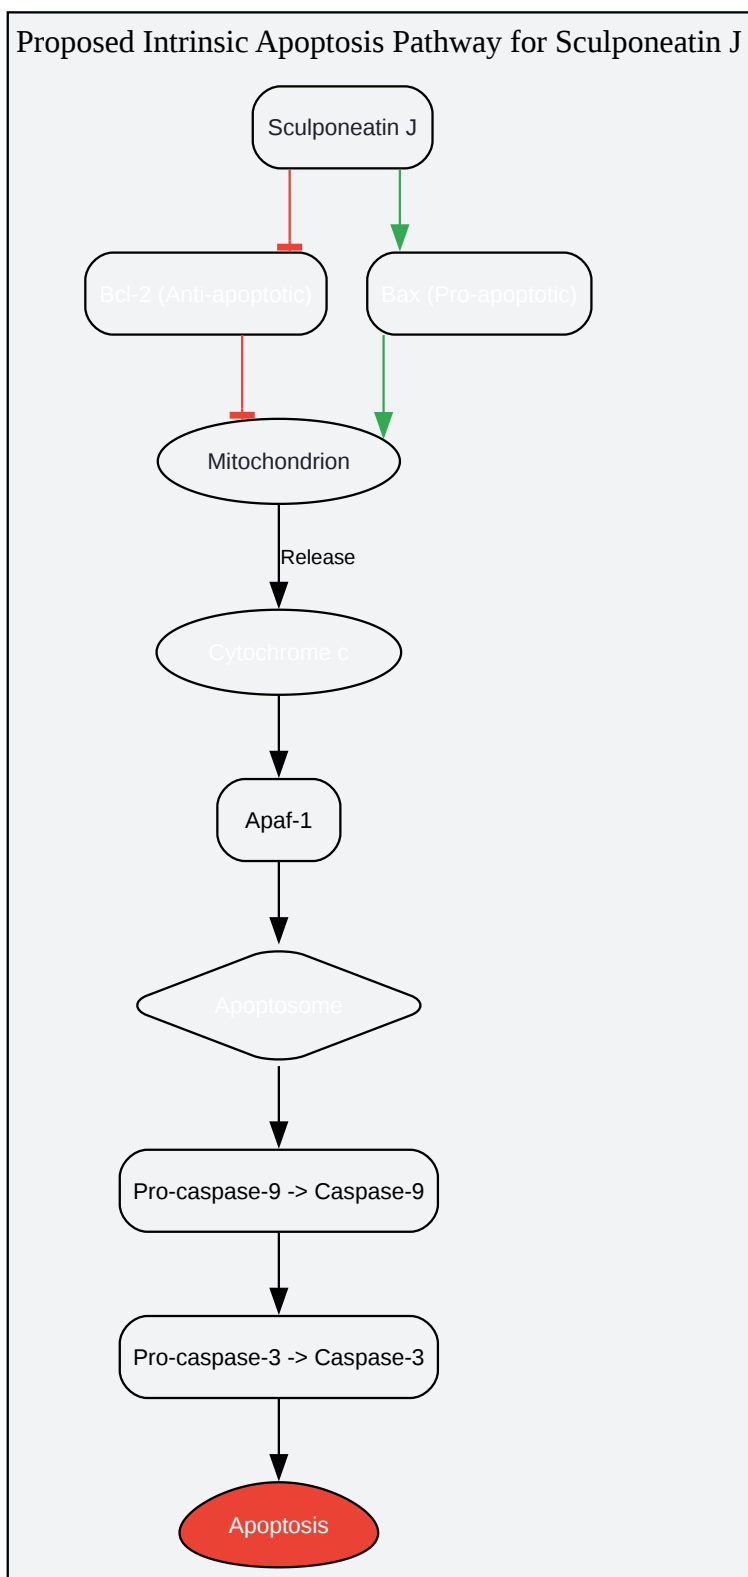 Proposed Intrinsic Apoptosis Pathway for Sculponeatin J
Sculponeatin J
Bcl-2 (Anti-apoptotic)
Bax (Pro-apoptotic)
Mitochondrion
Release
Cytochrome c
Apaf-1
Apoptosome
Pro-caspase-9 -> Caspase-9
Pro-caspase-3 -> Caspase-3
Apoptosis